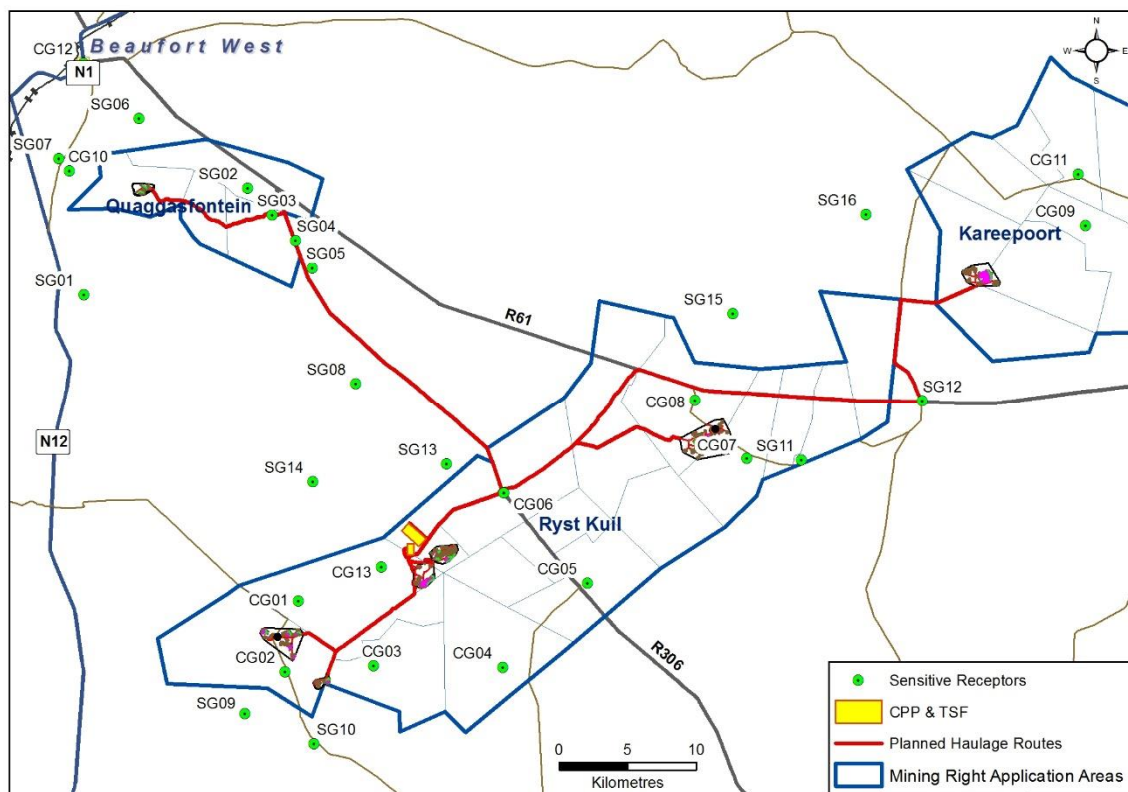 CG12
Beaufort West
N1
N
W
E
S
SG06
SG07
CG10
SG02
SG03
Quaggasfontein
SG04
SG05
SG01
CG11
SG16
CG09
Kareepoort
SG15
R61
SG08
CG08
SG12
N12
SG13
CG07
SG11
SG14
CG06
Ryst Kuil
CG13
CG05
CG01
CG02
CG03
CG04
R306
SG09
SG10
0 5 10
Kilometres
Sensitive Receptors
CPP & TSF
Planned Haulage Routes
Mining Right Application Areas